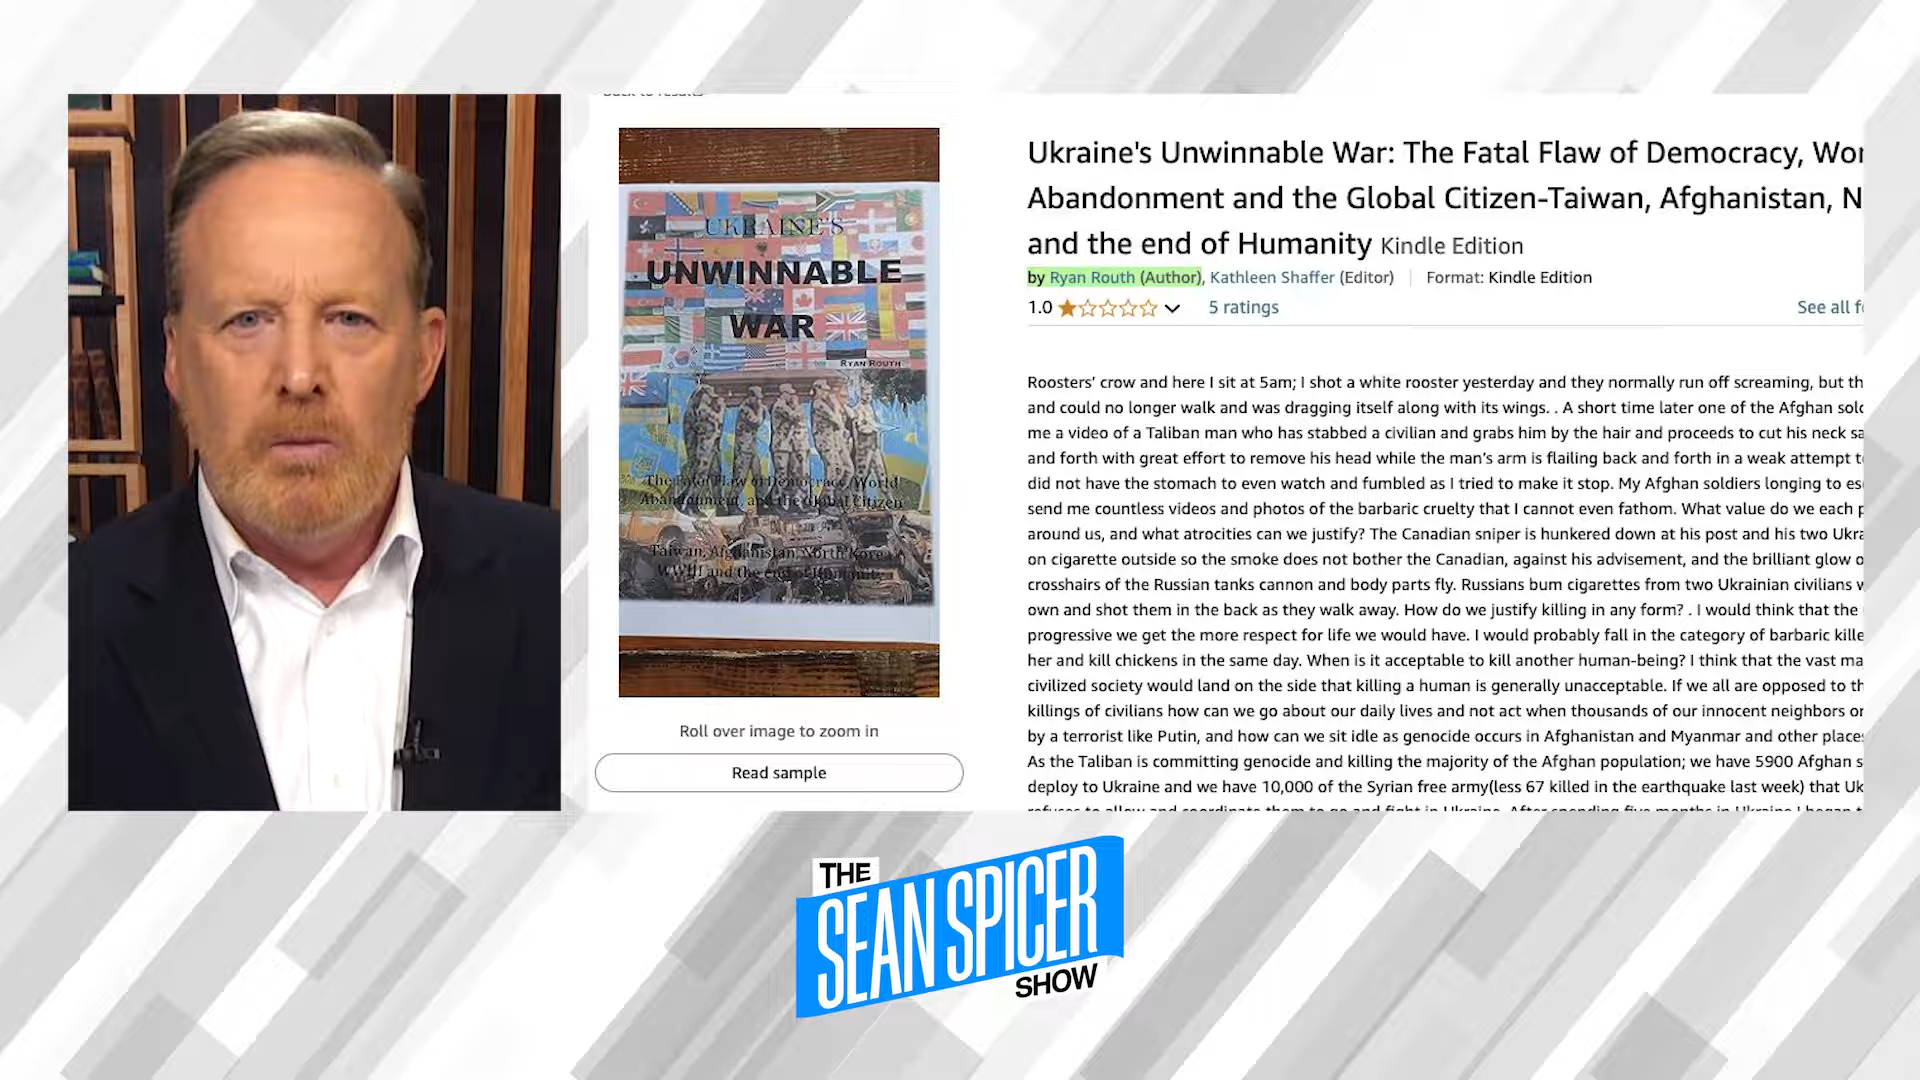 UKRAINE'S
UNWINNABLE
WAR
RYAN ROUTH
The Fatal Flaw of Democracy, World
Abandonment, and the Global Citizen
Taiwan, Afghanistan, North Korea
WWIII and the end of Humanity
Roll over image to zoom in
Read sample
Ukraine's Unwinnable War: The Fatal Flaw of Democracy, Wor
Abandonment and the Global Citizen-Taiwan, Afghanistan, N
and the end of Humanity Kindle Edition
by Ryan Routh (Author), Kathleen Shaffer (Editor) | Format: Kindle Edition
1.0 5 ratings See all f
Roosters' crow and here I sit at 5am; I shot a white rooster yesterday and they normally run off screaming, but th
and could no longer walk and was dragging itself along with its wings. . A short time later one of the Afghan sold
me a video of a Taliban man who has stabbed a civilian and grabs him by the hair and proceeds to cut his neck sa
and forth with great effort to remove his head while the man's arm is flailing back and forth in a weak attempt t
did not have the stomach to even watch and fumbled as I tried to make it stop. My Afghan soldiers longing to es
send me countless videos and photos of the barbaric cruelty that I cannot even fathom. What value do we each p
around us, and what atrocities can we justify? The Canadian sniper is hunkered down at his post and his two Ukra
on cigarette outside so the smoke does not bother the Canadian, against his advisement, and the brilliant glow o
crosshairs of the Russian tanks cannon and body parts fly. Russians bum cigarettes from two Ukrainian civilians w
own and shot them in the back as they walk away. How do we justify killing in any form? . I would think that the
progressive we get the more respect for life we would have. I would probably fall in the category of barbaric kille
her and kill chickens in the same day. When is it acceptable to kill another human-being? I think that the vast ma
civilized society would land on the side that killing a human is generally unacceptable. If we all are opposed to th
killings of civilians how can we go about our daily lives and not act when thousands of our innocent neighbors or
by a terrorist like Putin, and how can we sit idle as genocide occurs in Afghanistan and Myanmar and other places
As the Taliban is committing genocide and killing the majority of the Afghan population; we have 5900 Afghan s
deploy to Ukraine and we have 10,000 of the Syrian free army(less 67 killed in the earthquake last week) that Uk
THE
SEAN SPICER
SHOW